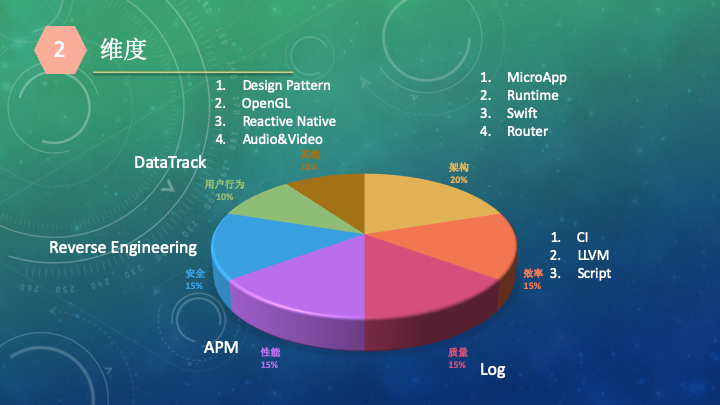 2
维度
1. Design Pattern
2. OpenGL
3. Reactive Native
4. Audio&Video
1. MicroApp
2. Runtime
3. Swift
4. Router
DataTrack
其他
10%
架构
20%
用户行为
10%
Reverse Engineering
1. CI
2. LLVM
3. Script
安全
15%
效率
15%
APM
性能
15%
质量
15%
Log